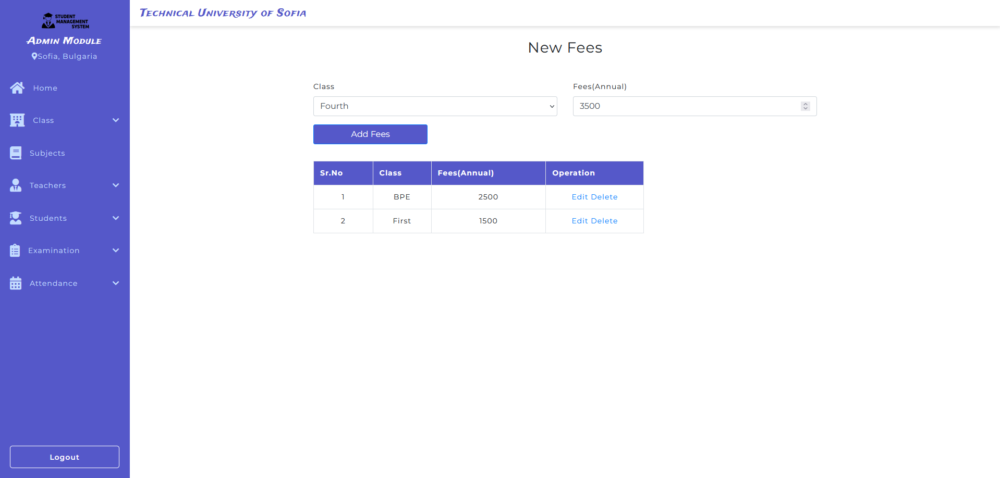 STUDENT
MANAGEMENT
SYSTEM
Admin Module
Sofia, Bulgaria
Home
Class
Subjects
Teachers
Students
Examination
Attendance
Logout
Technical University of Sofia
New Fees
Class
Fees(Annual)
Fourth
3500
Add Fees
Sr.No Class Fees(Annual) Operation
1 BPE 2500 Edit Delete
2 First 1500 Edit Delete